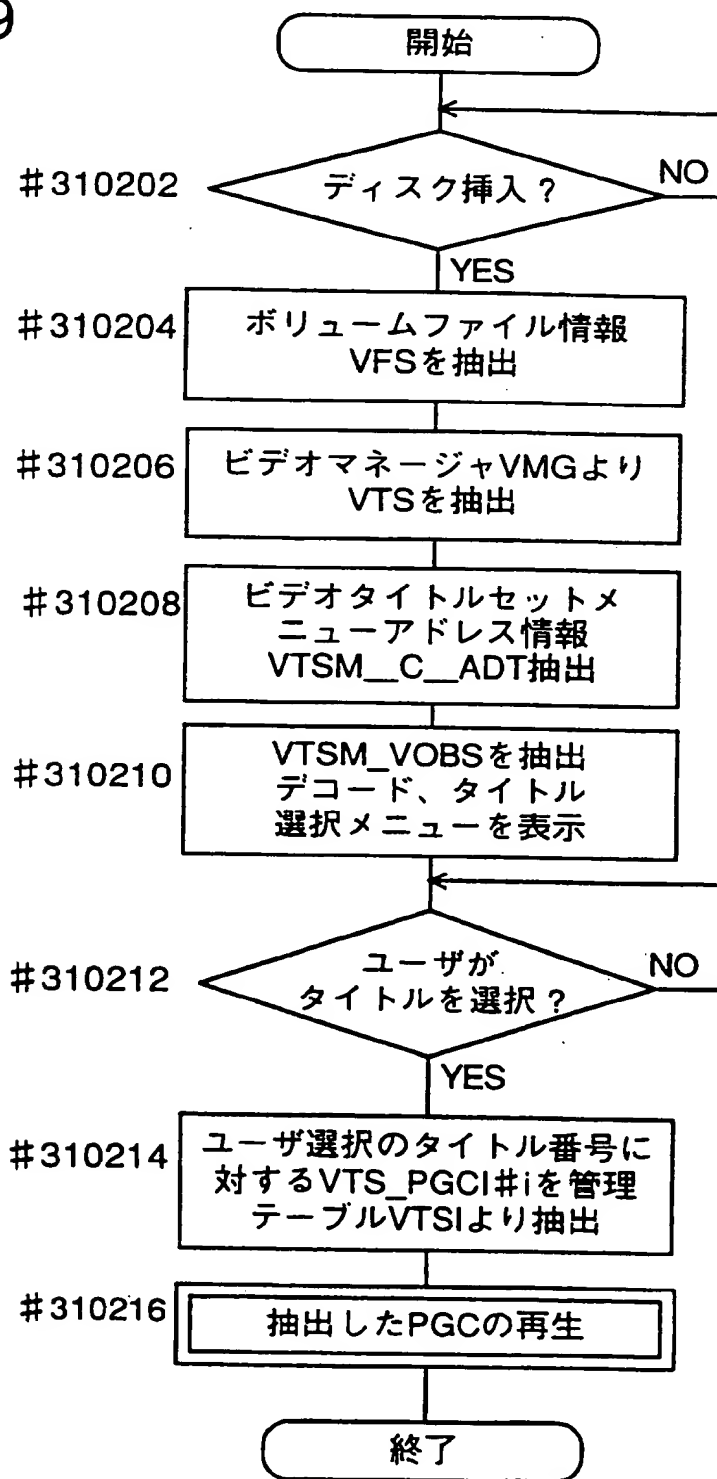 9
開始
#310202
ディスク挿入？
NO
YES
#310204
ボリュームファイル情報
VFSを抽出
#310206
ビデオマネージャVMGより
VTSを抽出
#310208
ビデオタイトルセットメ
ニューアドレス情報
VTSM__C__ADT抽出
#310210
VTSM_VOBSを抽出
デコード、タイトル
選択メニューを表示
#310212
ユーザが
タイトルを選択？
NO
YES
#310214
ユーザ選択のタイトル番号に
対するVTS_PGCI#iを管理
テーブルVTSIより抽出
#310216
抽出したPGCの再生
終了